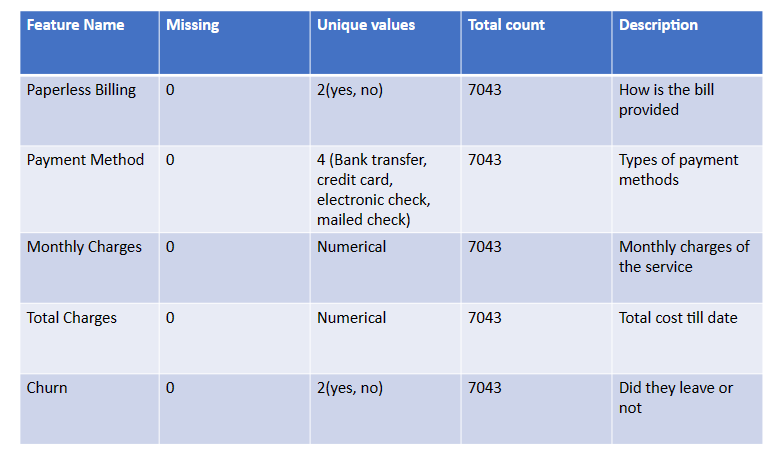 Feature Name Missing Unique values Total count Description
Paperless Billing 0 2(yes, no) 7043 How is the bill
provided
Payment Method 0 4 (Bank transfer, 7043 Types of payment
credit card, methods
electronic check,
mailed check)
Monthly Charges 0 Numerical 7043 Monthly charges of
the service
Total Charges 0 Numerical 7043 Total cost till date
Churn 0 2(yes, no) 7043 Did they leave or
not